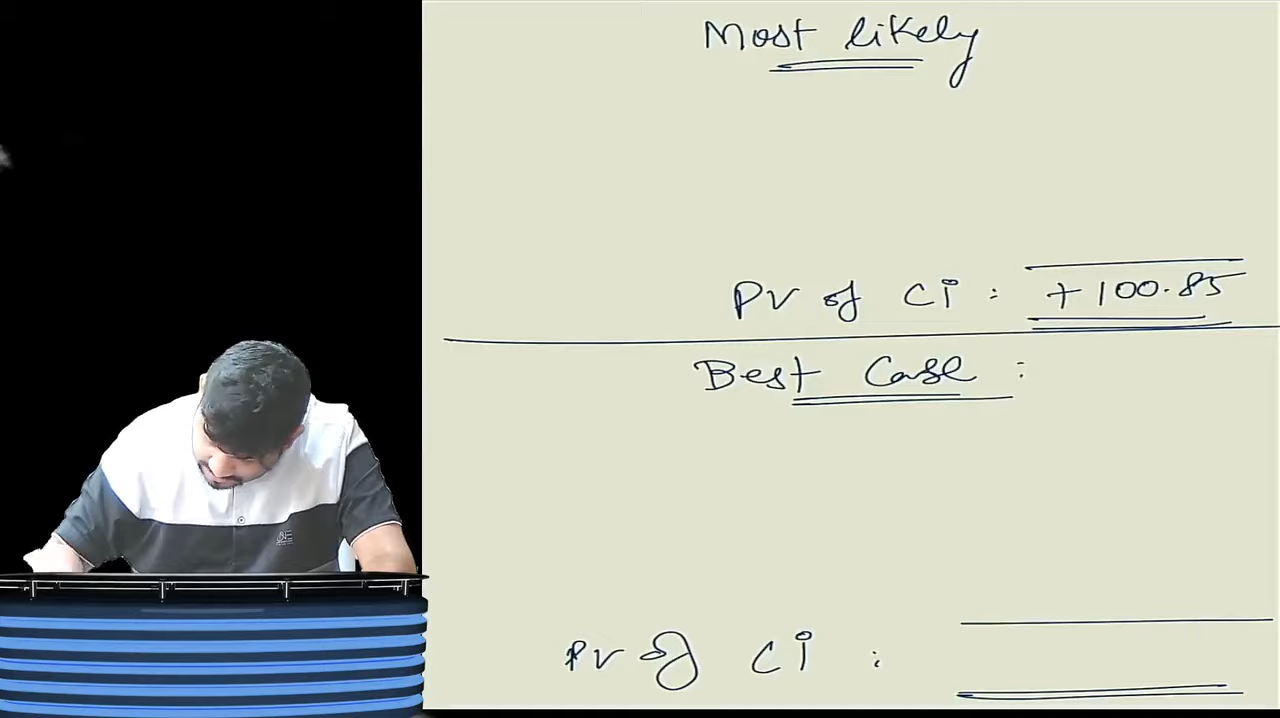 Most likely
PV of Ci : +100.85
Best Case :
PV of Ci :